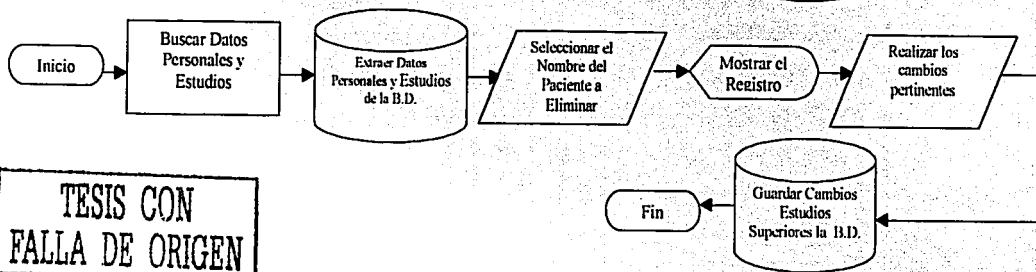 Inicio
Buscar Datos
Personales y
Estudios
Extraer Datos
Personales y Estudios
de la B.D.
Seleccionar el
Nombre del
Paciente a
Eliminar
Mostrar el
Registro
Realizar los
cambios
pertinentes
Guardar Cambios
Estudios
Superiores la B.D.
Fin
TESIS CON
FALLA DE ORIGEN